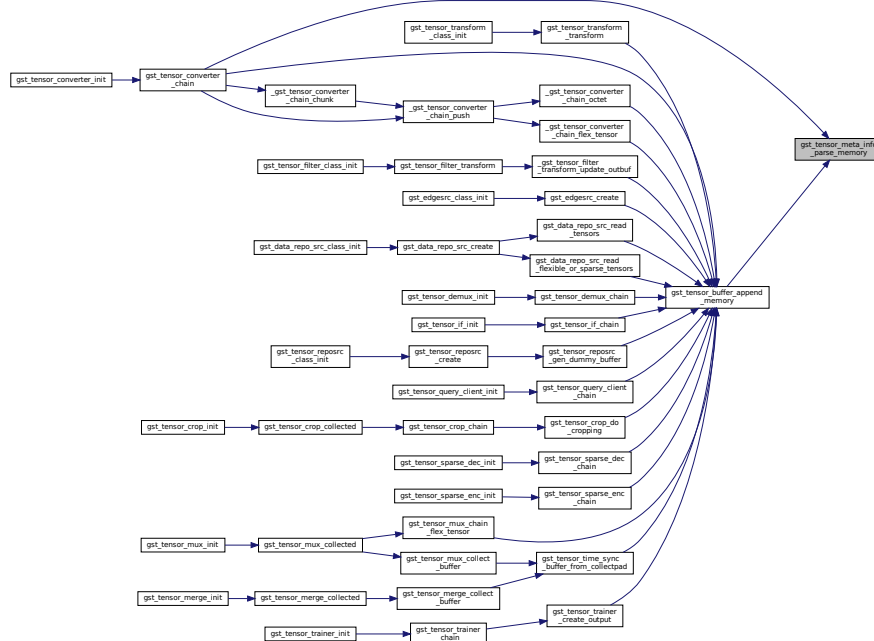 gst_tensor_transform
_class_init
gst_tensor_transform
_transform
gst_tensor_converter_init
gst_tensor_converter
_chain
_gst_tensor_converter
_chain_chunk
_gst_tensor_converter
_chain_push
_gst_tensor_converter
_chain_octet
_gst_tensor_converter
_chain_flex_tensor
gst_tensor_meta_info
_parse_memory
gst_tensor_filter_class_init
gst_tensor_filter_transform
_gst_tensor_filter
_transform_update_outbuf
gst_edgesrc_class_init
gst_edgesrc_create
gst_data_repo_src_class_init
gst_data_repo_src_create
gst_data_repo_src_read
_tensors
gst_data_repo_src_read
_flexible_or_sparse_tensors
gst_tensor_buffer_append
_memory
gst_tensor_demux_init
gst_tensor_demux_chain
gst_tensor_if_init
gst_tensor_if_chain
gst_tensor_reposrc
_class_init
gst_tensor_reposrc
_create
gst_tensor_reposrc
_gen_dummy_buffer
gst_tensor_query_client_init
gst_tensor_query_client
_chain
gst_tensor_crop_init
gst_tensor_crop_collected
gst_tensor_crop_chain
gst_tensor_crop_do
_cropping
gst_tensor_sparse_dec_init
gst_tensor_sparse_dec
_chain
gst_tensor_sparse_enc_init
gst_tensor_sparse_enc
_chain
gst_tensor_mux_init
gst_tensor_mux_collected
gst_tensor_mux_chain
_flex_tensor
gst_tensor_mux_collect
_buffer
gst_tensor_time_sync
_buffer_from_collectpad
gst_tensor_merge_init
gst_tensor_merge_collected
gst_tensor_merge_collect
_buffer
gst_tensor_trainer
_create_output
gst_tensor_trainer_init
gst_tensor_trainer
_chain